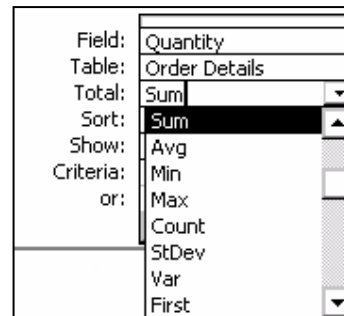 Field: Quantity
Table: Order Details
Total: Sum
Sort: Sum
Show: Avg
Criteria: Min
or: Max
Count
StDev
Var
First